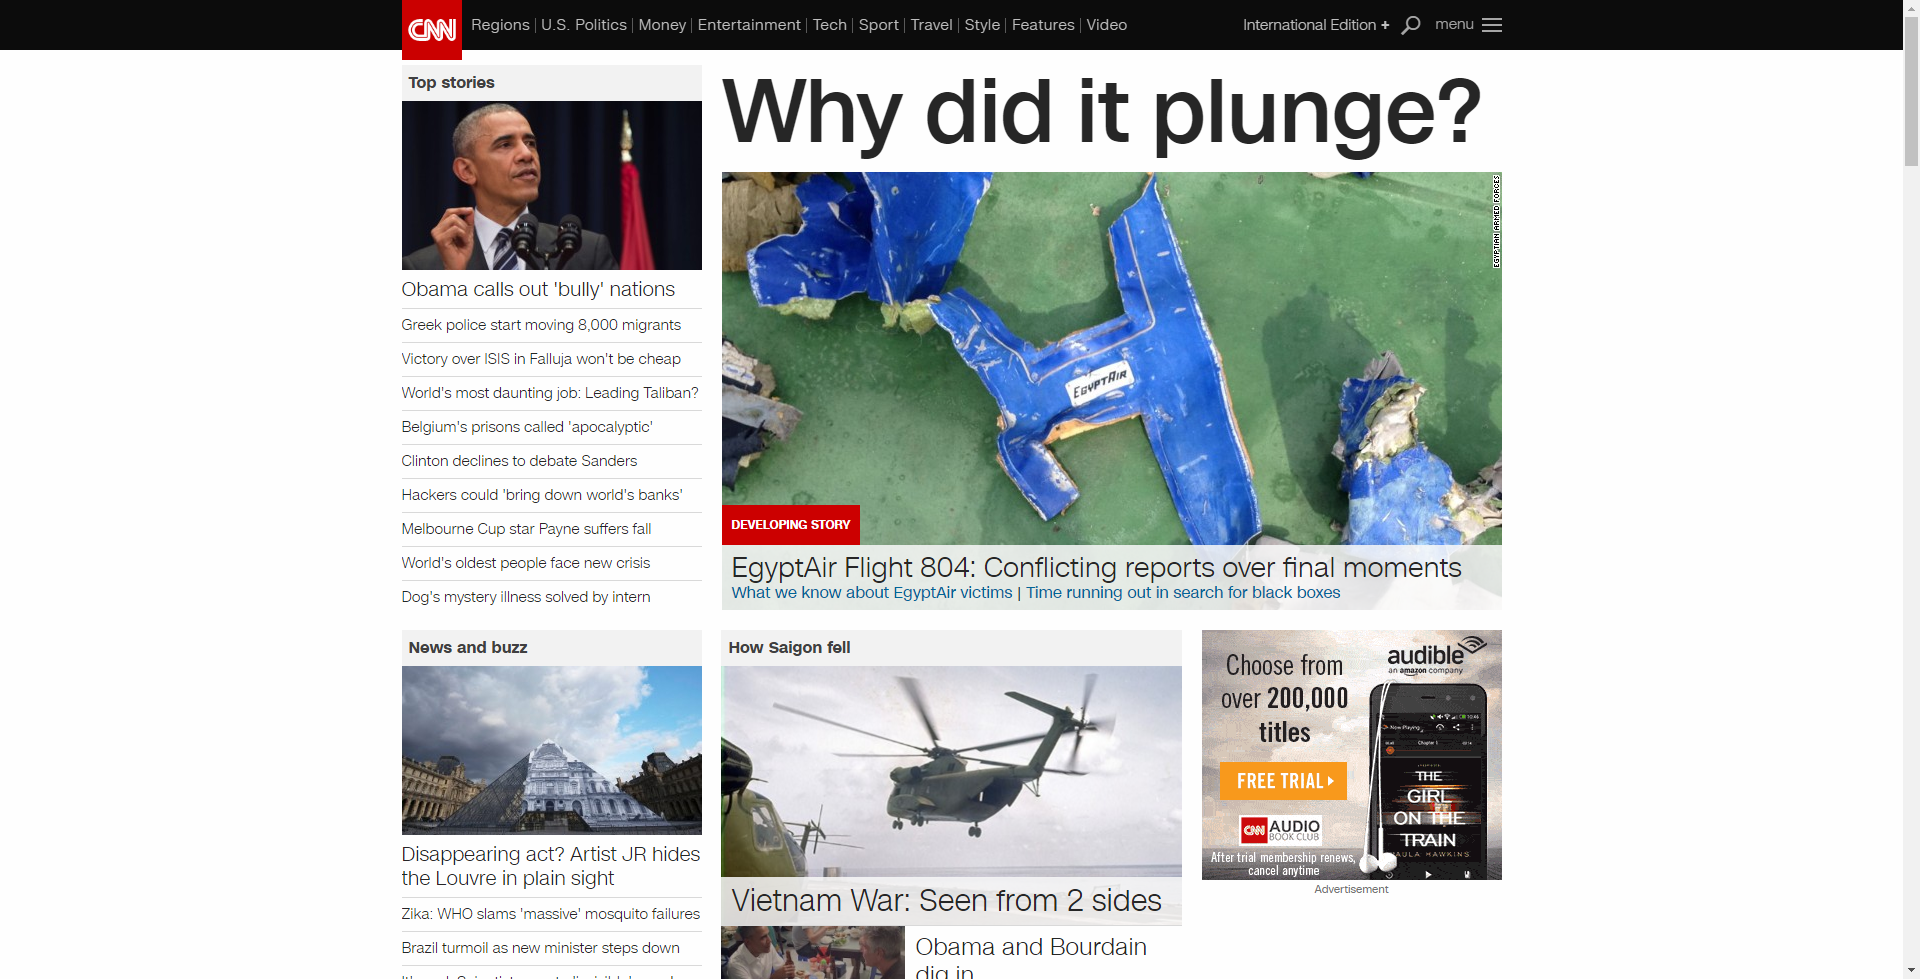 CNN
Regions
U.S. Politics
Money
Entertainment
Tech
Sport
Travel
Style
Features
Video
International Edition +
menu
Top stories
Obama calls out 'bully' nations
Greek police start moving 8,000 migrants
Victory over ISIS in Falluja won't be cheap
World's most daunting job: Leading Taliban?
Belgium's prisons called 'apocalyptic'
Clinton declines to debate Sanders
Hackers could 'bring down world's banks'
Melbourne Cup star Payne suffers fall
World's oldest people face new crisis
Dog's mystery illness solved by intern
Why did it plunge?
EGYPTIAN ARMED FORCES
EGYPTAIR
DEVELOPING STORY
EgyptAir Flight 804: Conflicting reports over final moments
What we know about EgyptAir victims | Time running out in search for black boxes
News and buzz
Disappearing act? Artist JR hides
the Louvre in plain sight
Zika: WHO slams 'massive' mosquito failures
Brazil turmoil as new minister steps down
How Saigon fell
Vietnam War: Seen from 2 sides
Obama and Bourdain
dig in
Choose from
over 200,000
titles
FREE TRIAL
CNN AUDIO
BOOK CLUB
After trial membership renews,
cancel anytime
audible
an amazon company
Now Playing
Chapter 1
THE
GIRL
ON THE
TRAIN
PAULA HAWKINS
Advertisement